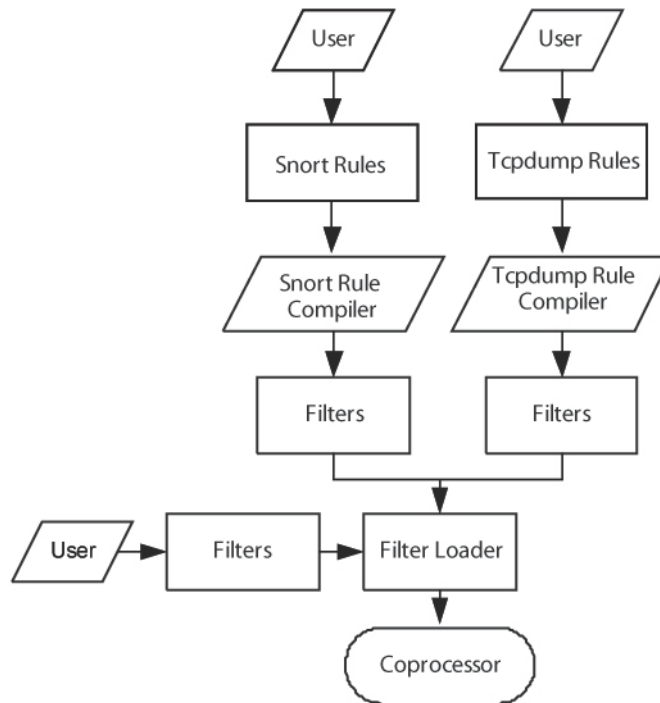 User
User
Snort Rules
Tcpdump Rules
Snort Rule
Compiler
Tcpdump Rule
Compiler
Filters
Filters
User
Filters
Filter Loader
Coprocessor